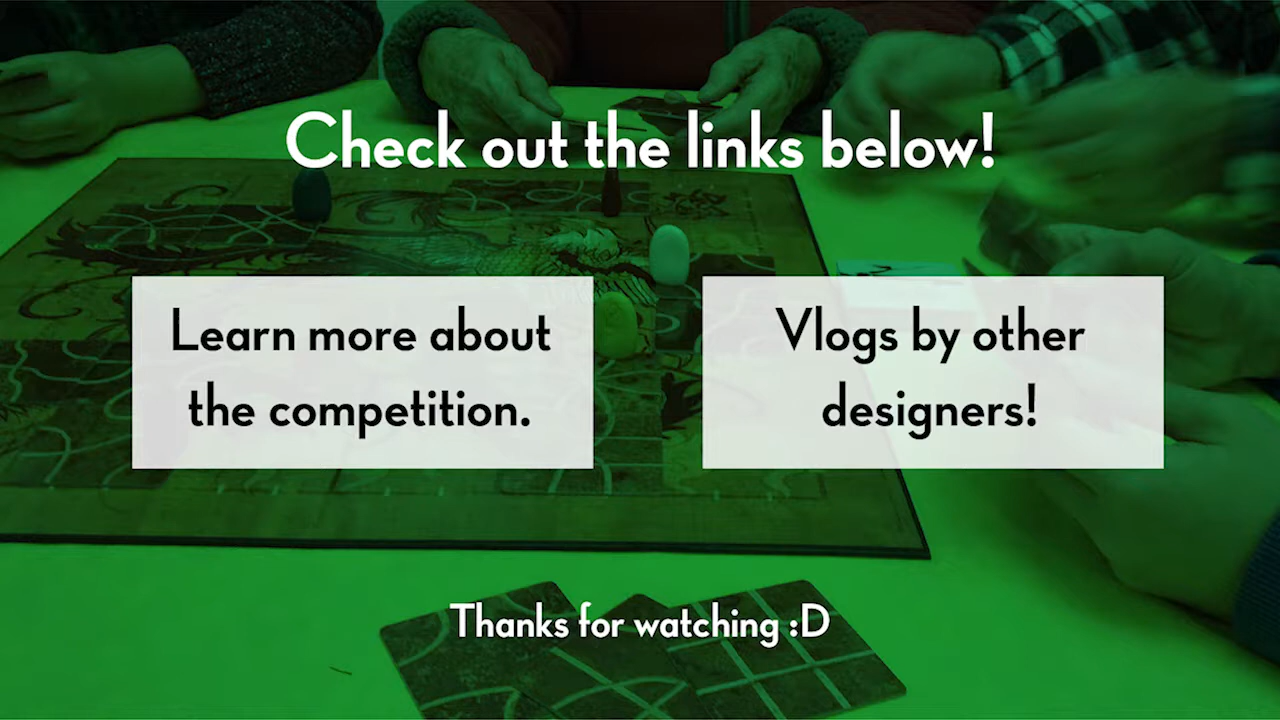 Check out the links below!
Learn more about
the competition.
Vlogs by other
designers!
Thanks for watching :D